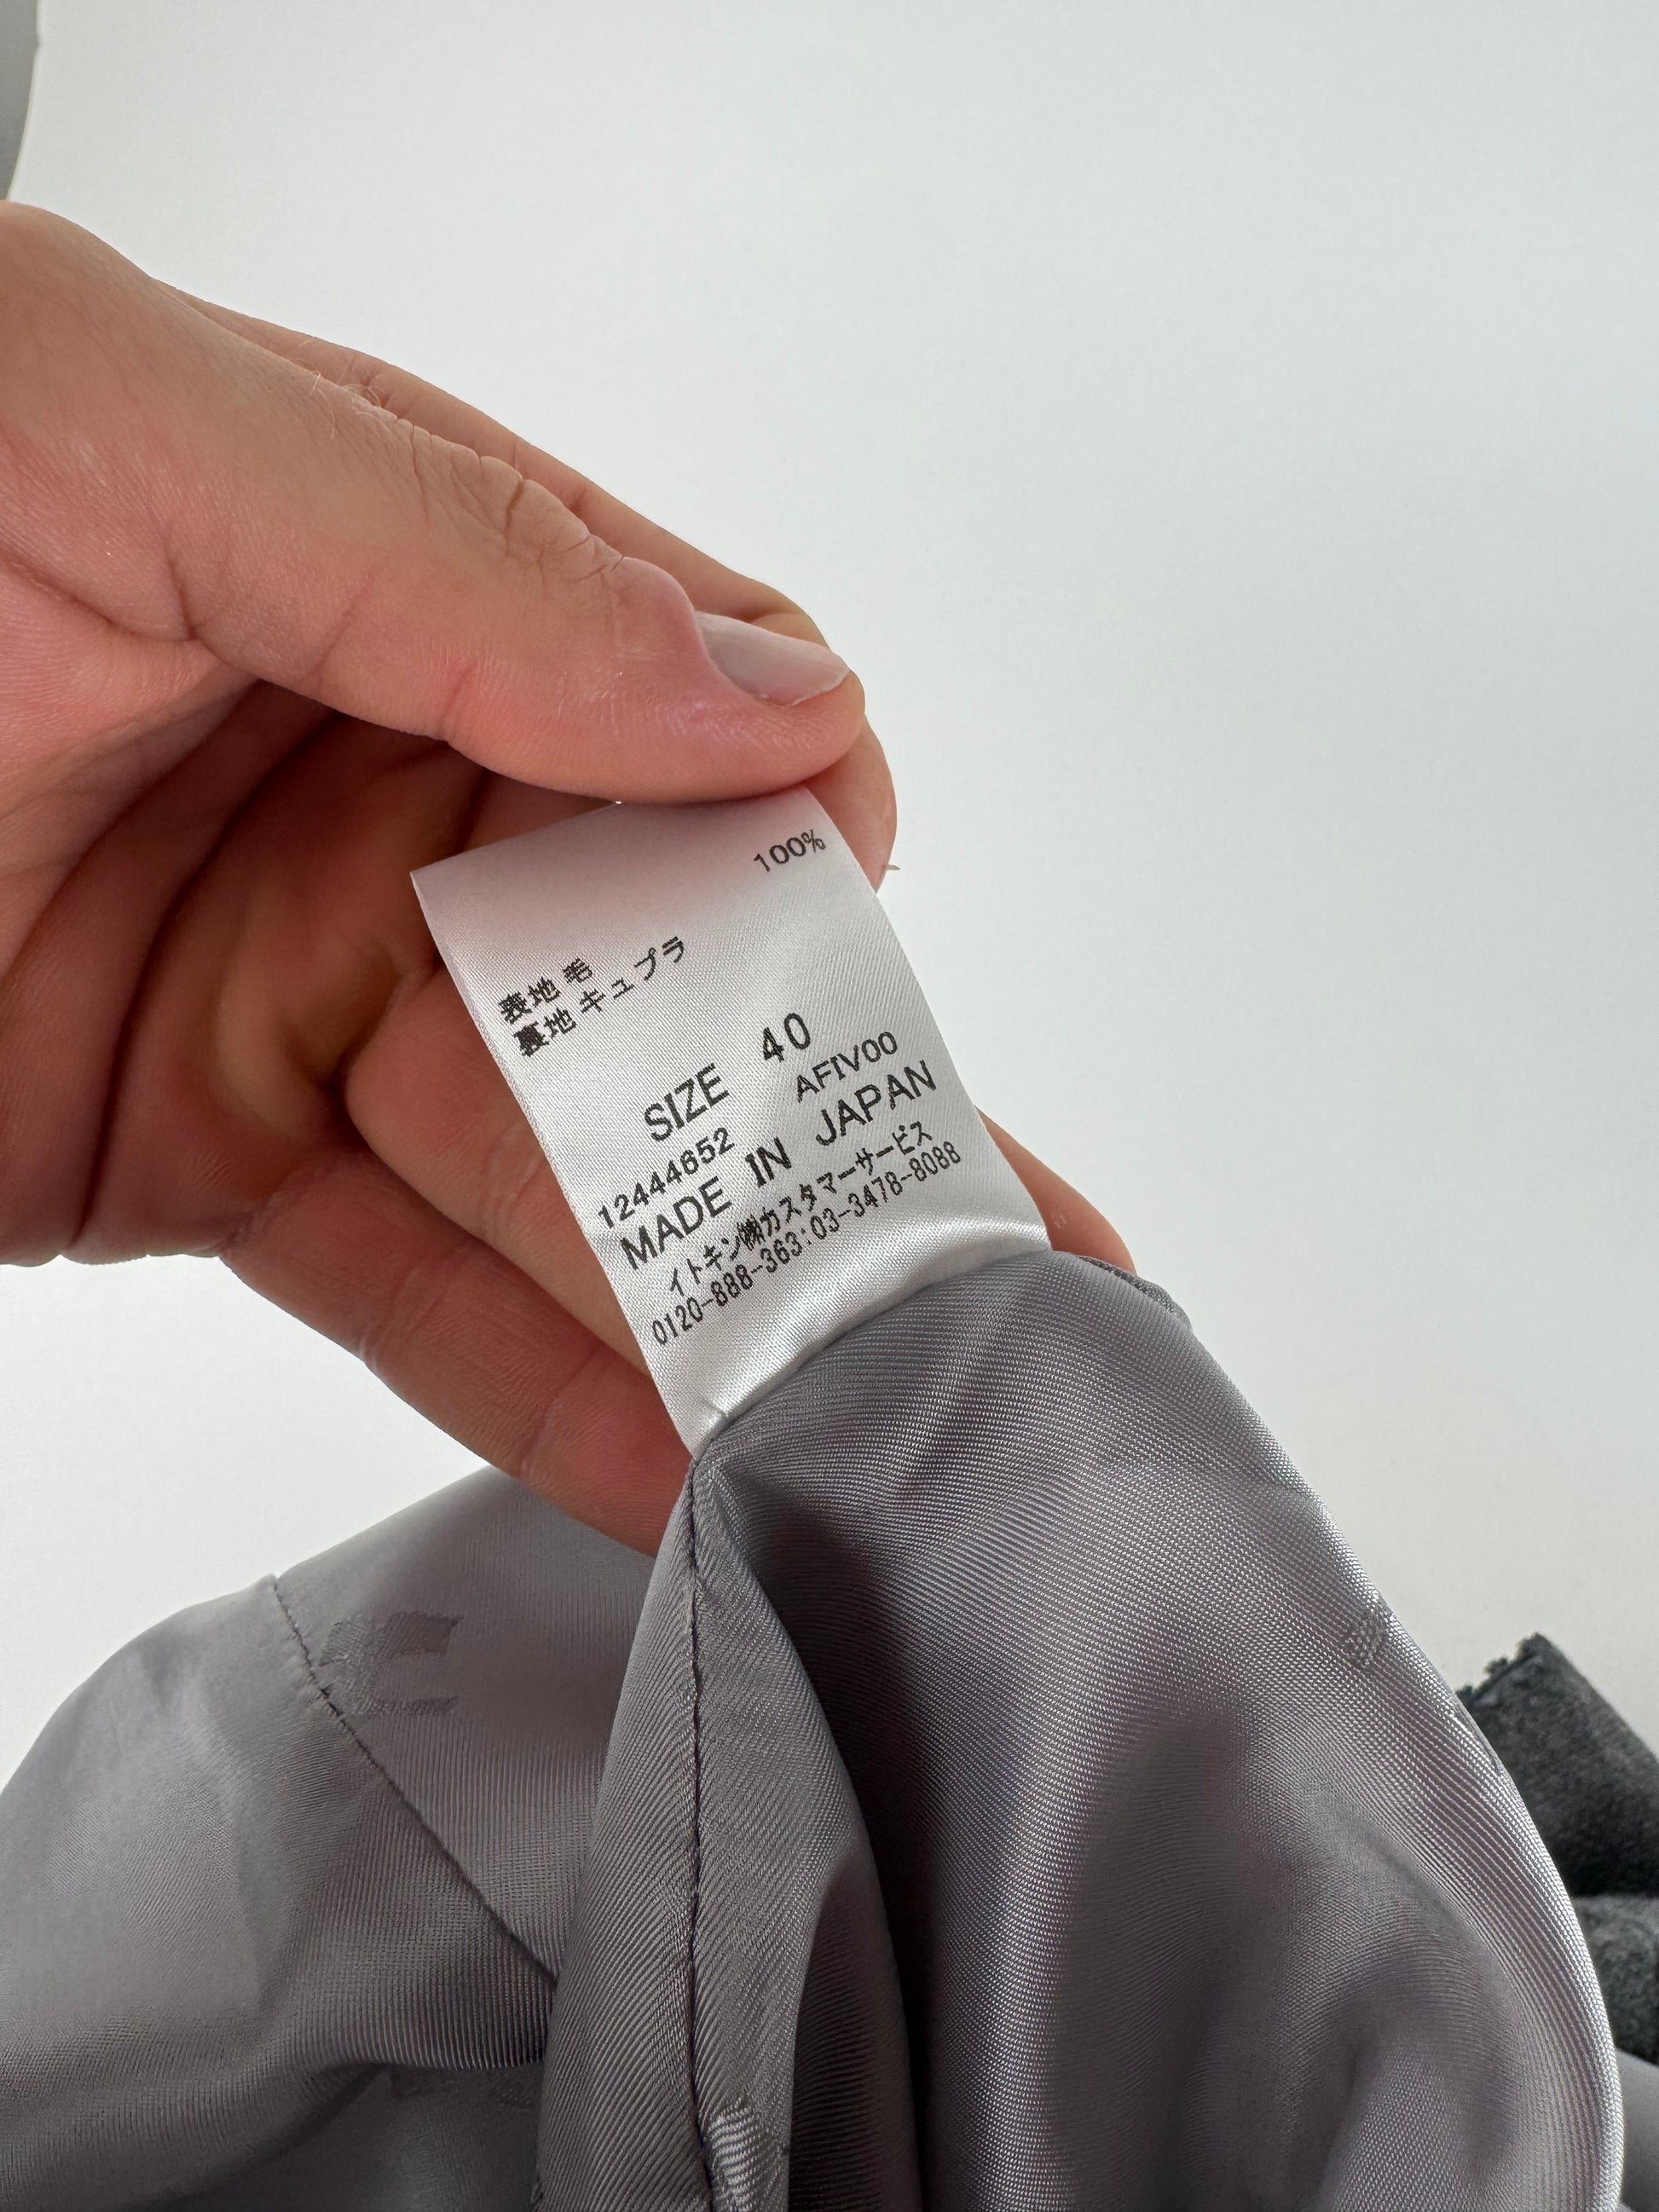 100%
表地 毛
裏地 キュプラ
SIZE 40
12444652 AFIV00
MADE IN JAPAN
イトキン㈱カスタマーサービス
0120-888-363:03-3478-8088